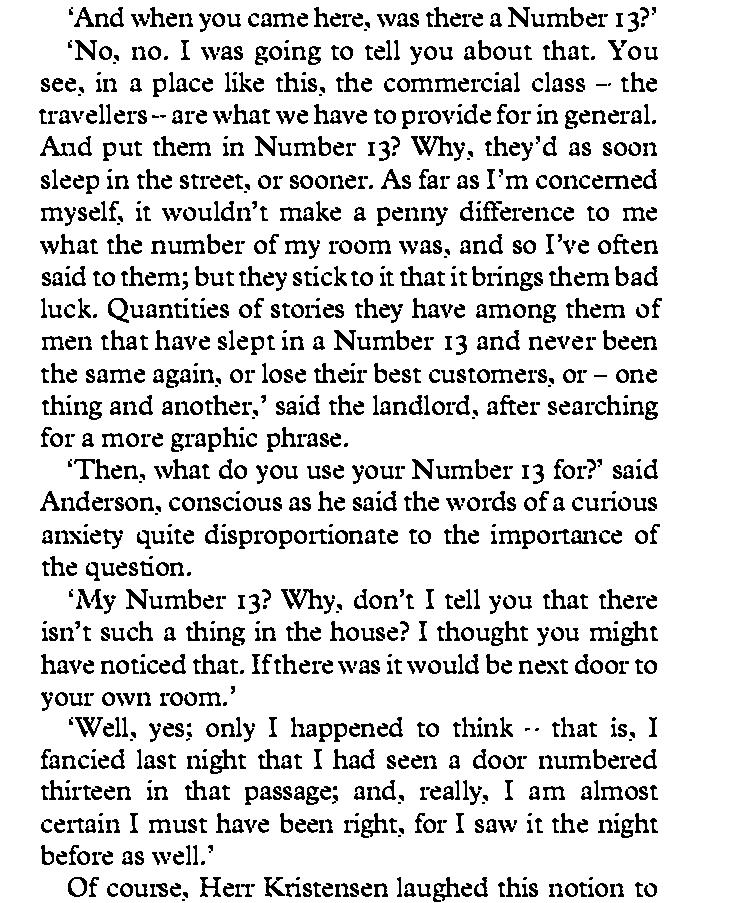 ‘And when you came here, was there a Number 13?’
‘No, no. I was going to tell you about that. You
see, in a place like this, the commercial class – the
travellers – are what we have to provide for in general.
And put them in Number 13? Why, they’d as soon
sleep in the street, or sooner. As far as I’m concerned
myself, it wouldn’t make a penny difference to me
what the number of my room was, and so I’ve often
said to them; but they stick to it that it brings them bad
luck. Quantities of stories they have among them of
men that have slept in a Number 13 and never been
the same again, or lose their best customers, or – one
thing and another,’ said the landlord, after searching
for a more graphic phrase.
‘Then, what do you use your Number 13 for?’ said
Anderson, conscious as he said the words of a curious
anxiety quite disproportionate to the importance of
the question.
‘My Number 13? Why, don’t I tell you that there
isn’t such a thing in the house? I thought you might
have noticed that. If there was it would be next door to
your own room.’
‘Well, yes; only I happened to think – that is, I
fancied last night that I had seen a door numbered
thirteen in that passage; and, really, I am almost
certain I must have been right, for I saw it the night
before as well.’
Of course, Herr Kristensen laughed this notion to